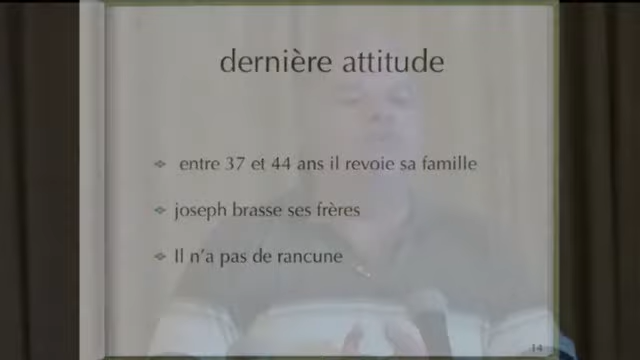 dernière attitude
entre 37 et 44 ans il revoie sa famille
joseph brasse ses frères
Il n'a pas de rancune
14